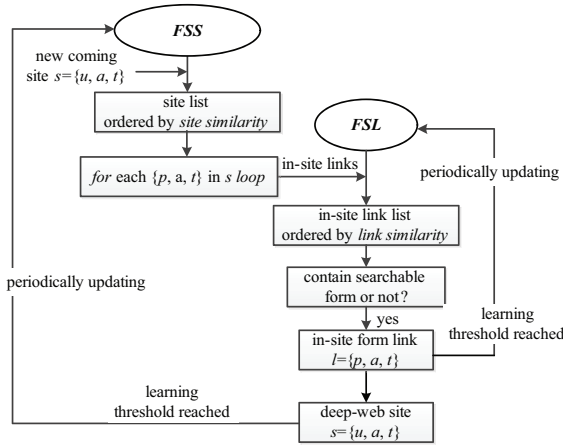 FSS
new coming
site s={u, a, t}
site list
ordered by site similarity
FSL
for each {p, a, t} in s loop
in-site links
periodically updating
in-site link list
ordered by link similarity
periodically updating
contain searchable
form or not?
yes
learning
threshold reached
in-site form link
l={p, a, t}
learning
threshold reached
deep-web site
s={u, a, t}